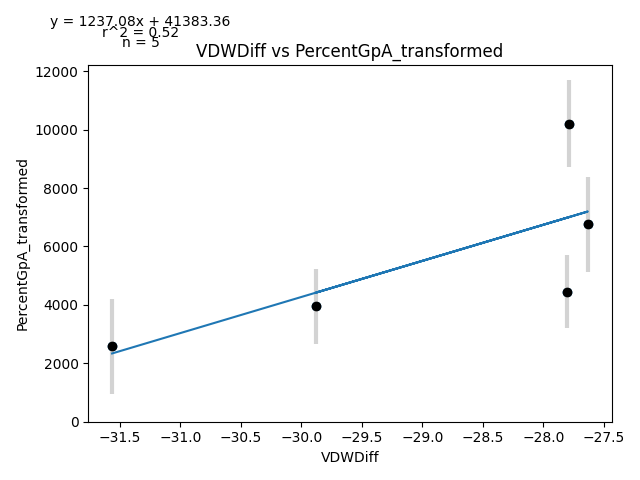 y = 1237.08x + 41383.36
r^2 = 0.52
n = 5
VDWDiff vs PercentGpA_transformed
12000
10000
8000
6000
4000
2000
0
PercentGpA_transformed
−31.5 −31.0 −30.5 −30.0 −29.5 −29.0 −28.5 −28.0 −27.5
VDWDiff